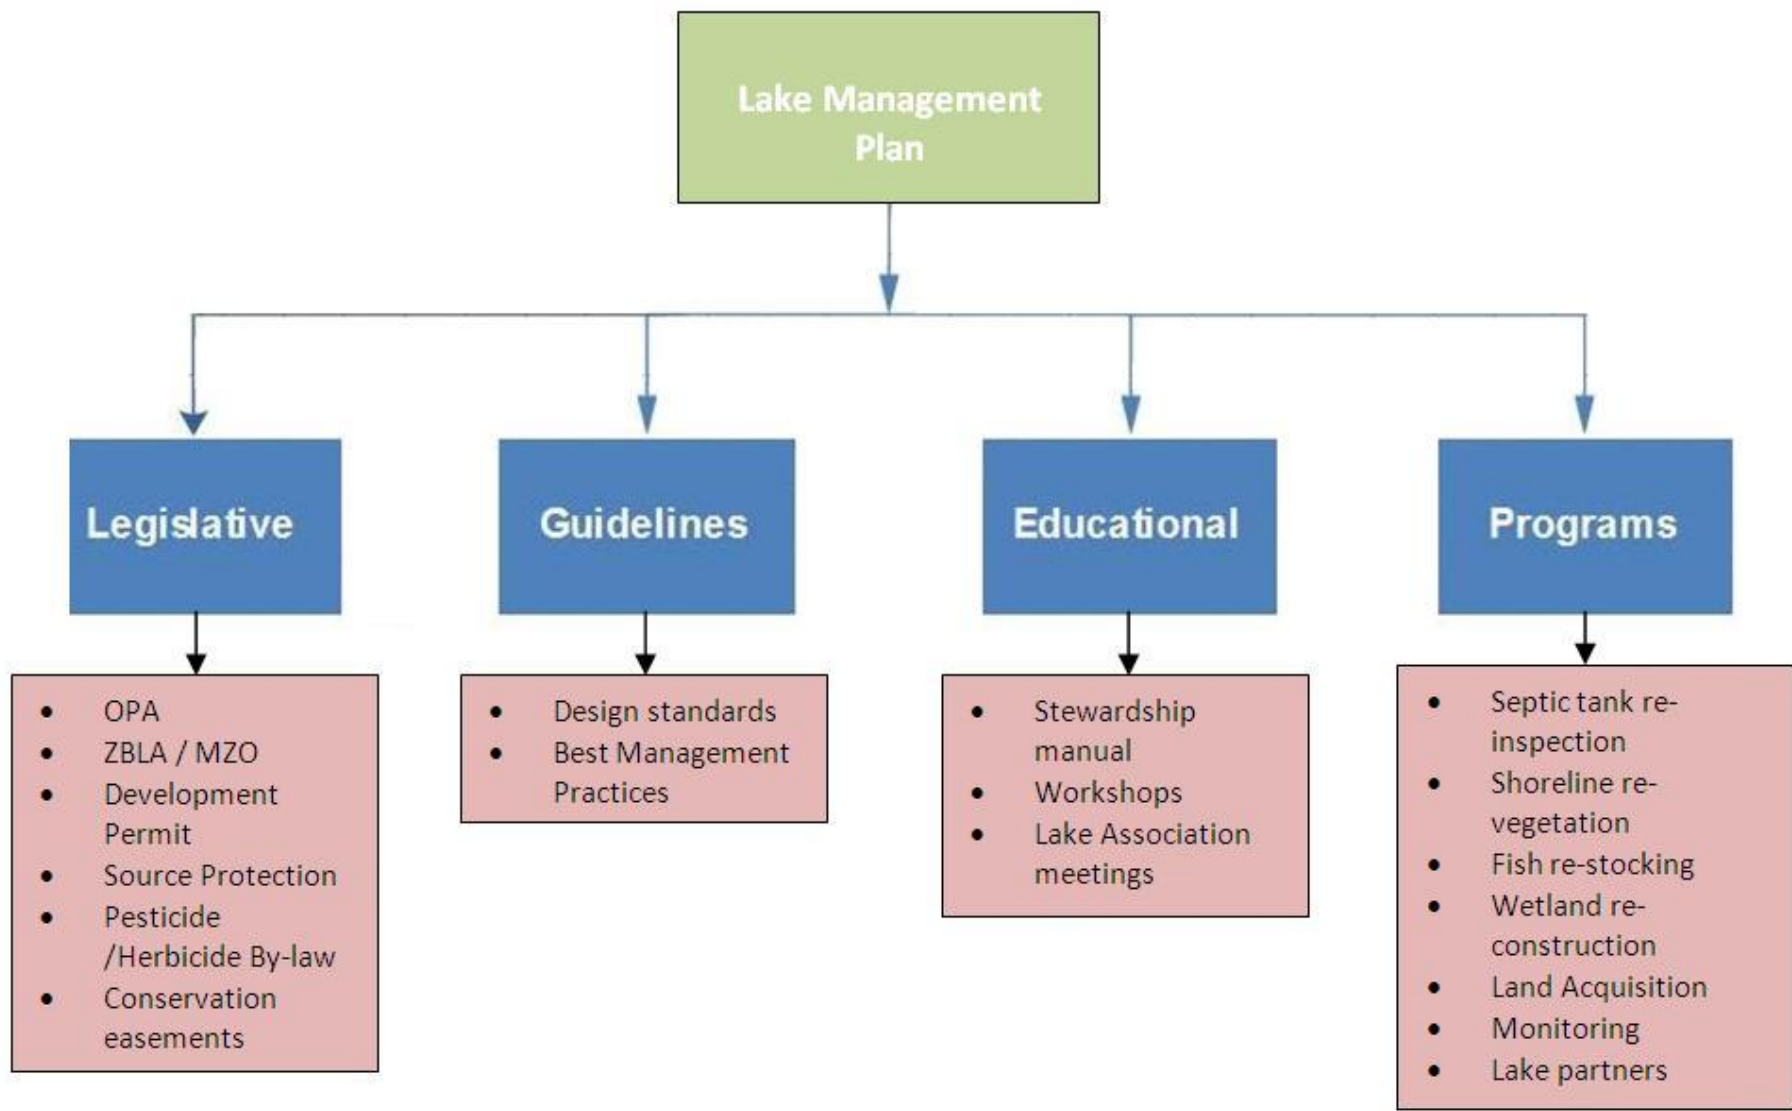 Lake Management
Plan
Legislative
Guidelines
Educational
Programs
• OPA
• ZBLA / MZO
• Development
Permit
• Source Protection
• Pesticide
/Herbicide By-law
• Conservation
easements
• Design standards
• Best Management
Practices
• Stewardship
manual
• Workshops
• Lake Association
meetings
• Septic tank re-
inspection
• Shoreline re-
vegetation
• Fish re-stocking
• Wetland re-
construction
• Land Acquisition
• Monitoring
• Lake partners